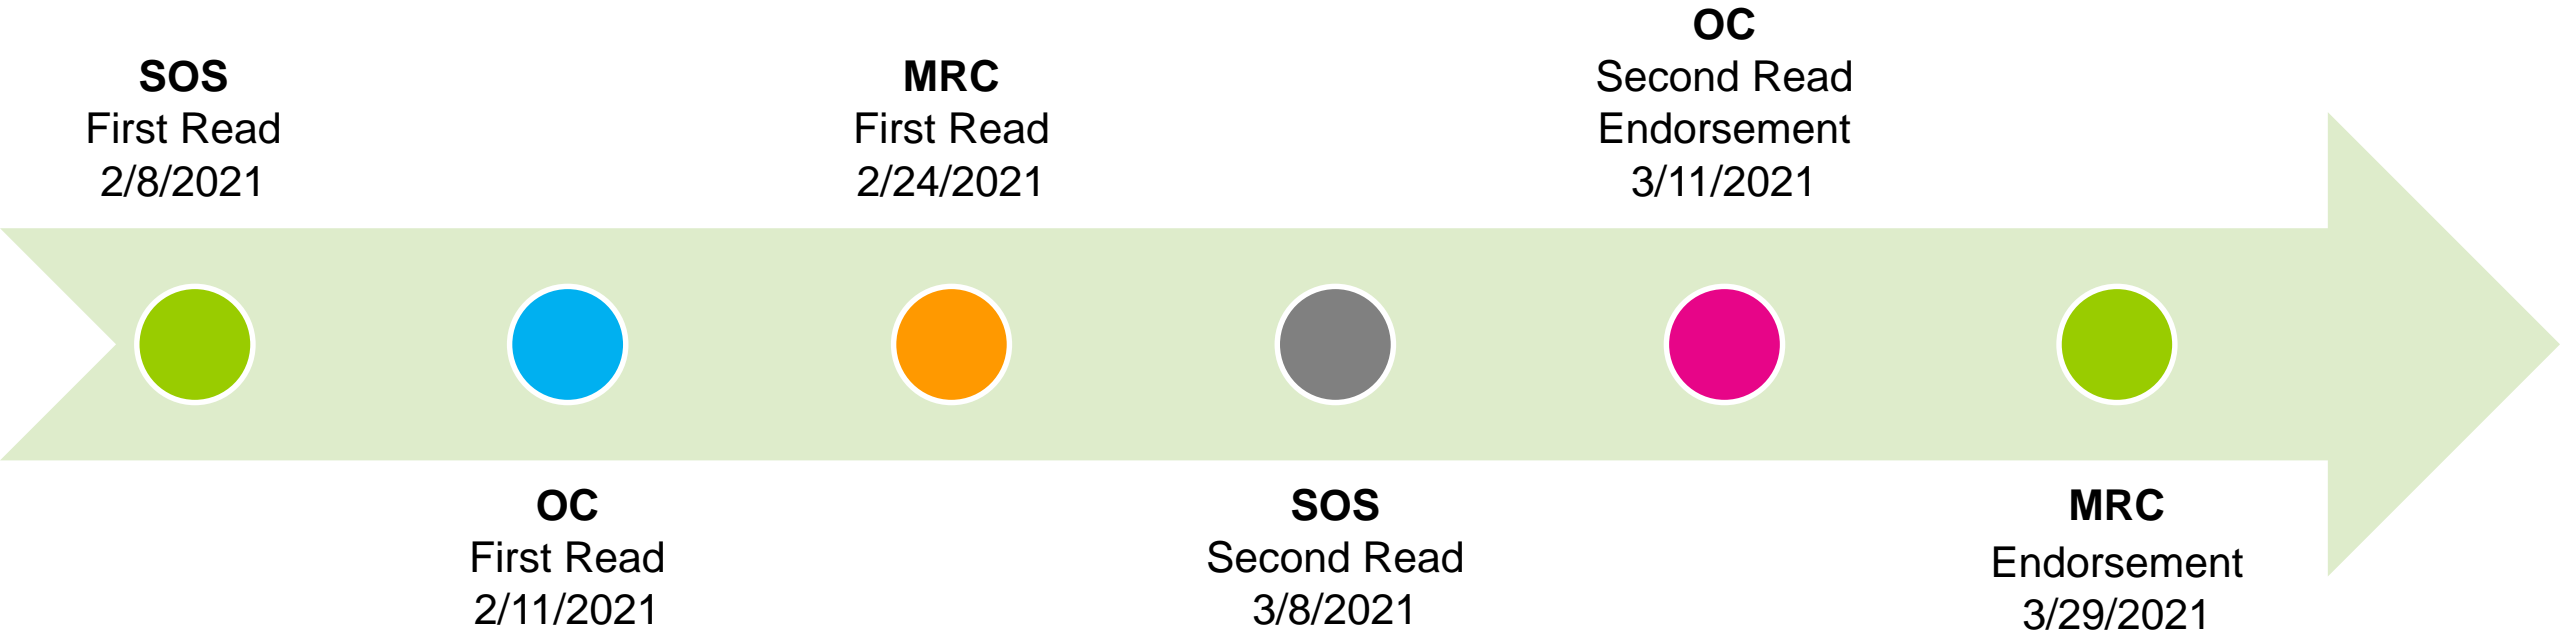 SOS
First Read
2/8/2021
OC
First Read
2/11/2021
MRC
First Read
2/24/2021
SOS
Second Read
3/8/2021
OC
Second Read
Endorsement
3/11/2021
MRC
Endorsement
3/29/2021